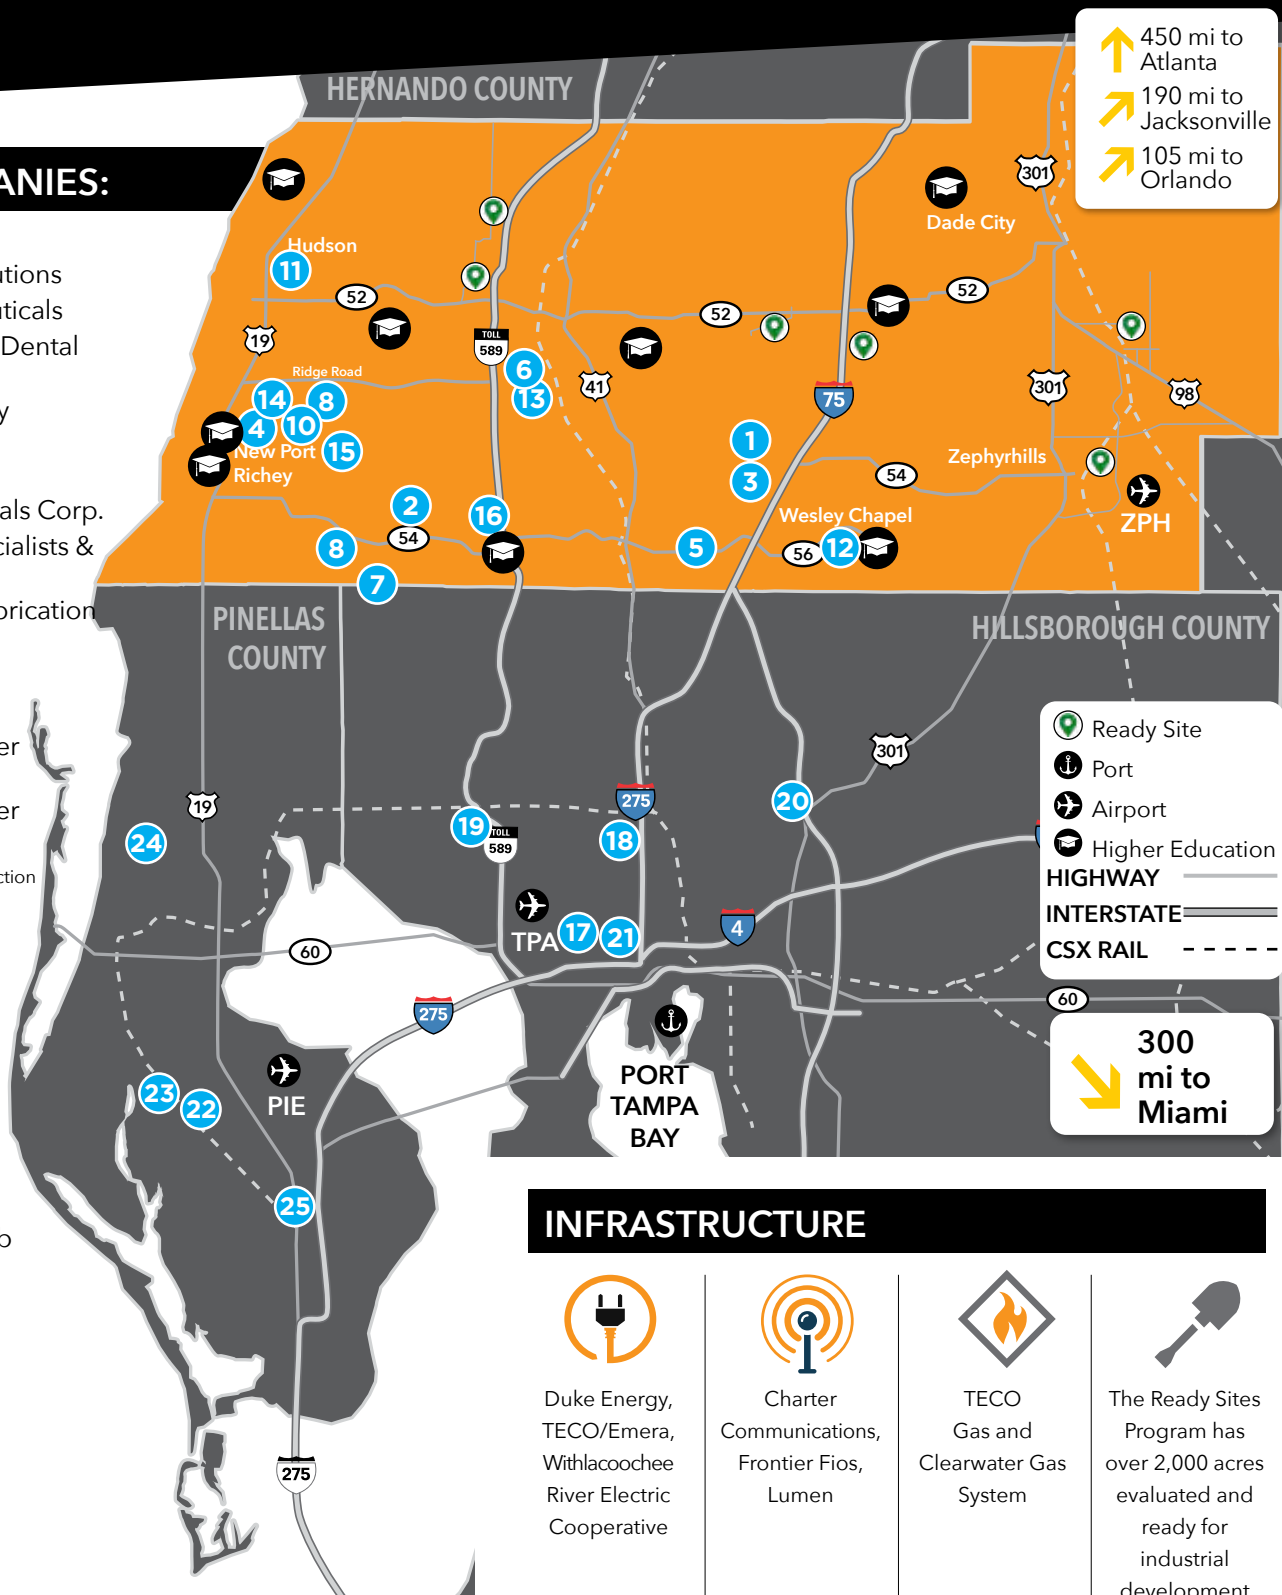 450 mi to
Atlanta
190 mi to
Jacksonville
105 mi to
Orlando
HERNANDO COUNTY
ANIES:
utions
uticals
Dental
y
als Corp.
cialists &
brication
er
er
ction
p
301
Dade City
Hudson
11
52
52
52
19
TOLL
589
6
13
41
301
98
75
Ridge Road
14
8
4
10
15
New Port
Richey
1
3
Zephyrhills
54
ZPH
2
16
54
8
7
5
Wesley Chapel
56
12
PINELLAS
COUNTY
HILLSBOROUGH COUNTY
Ready Site
Port
Airport
Higher Education
HIGHWAY
INTERSTATE
CSX RAIL
301
19
275
20
24
19
TOLL
589
18
4
TPA
17
21
60
60
275
300
mi to
Miami
PORT
TAMPA
BAY
PIE
23
22
25
275
INFRASTRUCTURE
Duke Energy,
TECO/Emera,
Withlacoochee
River Electric
Cooperative
Charter
Communications,
Frontier Fios,
Lumen
TECO
Gas and
Clearwater Gas
System
The Ready Sites
Program has
over 2,000 acres
evaluated and
ready for
industrial
development